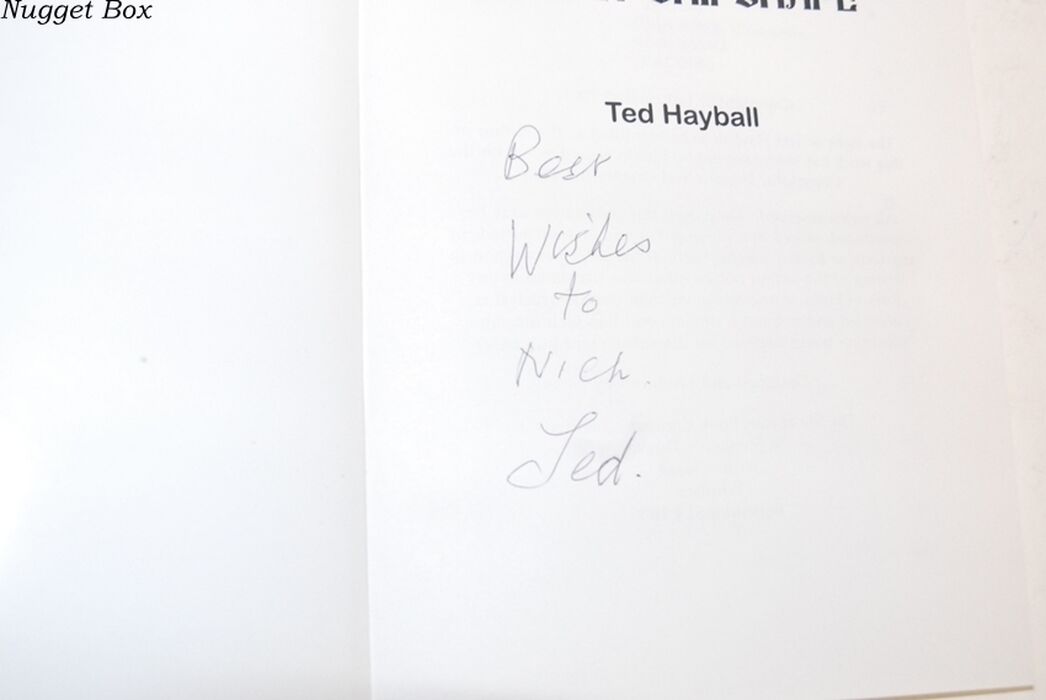 Nugget Box
Ted Hayball
Best
Wishes
to
Nich.
Ted.